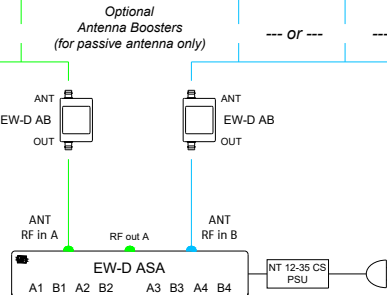 Optional
Antenna Boosters
(for passive antenna only)
--- or ---
ANT
EW-D AB
OUT
ANT
EW-D AB
OUT
ANT
RF in A
RF out A
ANT
RF in B
EW-D ASA
A1 B1 A2 B2 A3 B3 A4 B4
NT 12-35 CS
PSU